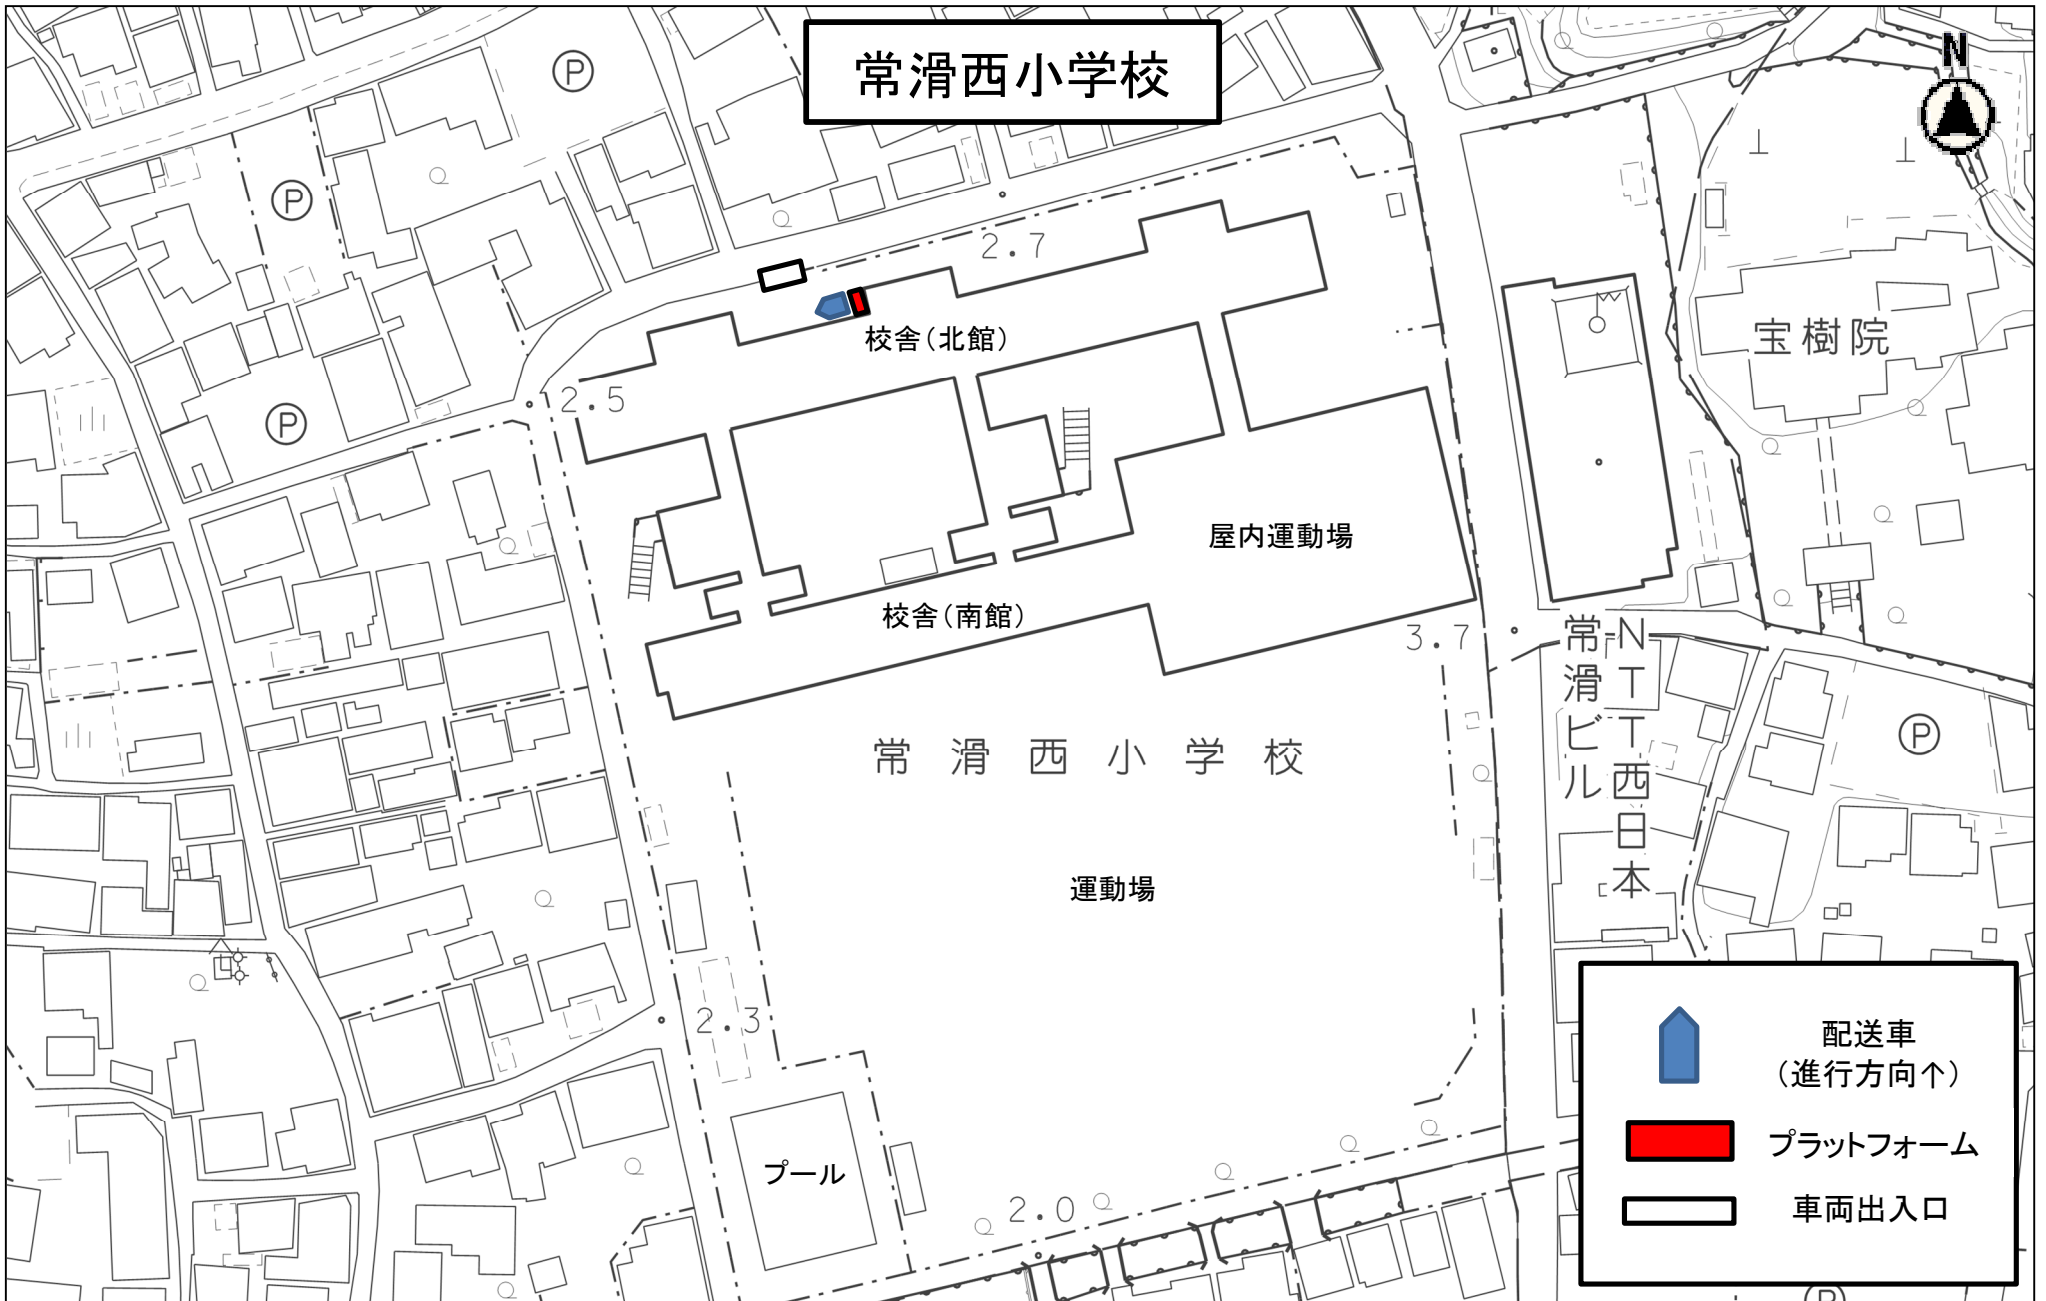 常滑西小学校
N
P
P
P
2.7
校舎(北館)
宝樹院
2.5
屋内運動場
校舎(南館)
3.7
NTT西日本
常滑ビル
P
常滑西小学校
運動場
2.3
プール
2.0
配送車
(進行方向↑)
プラットフォーム
車両出入口
P